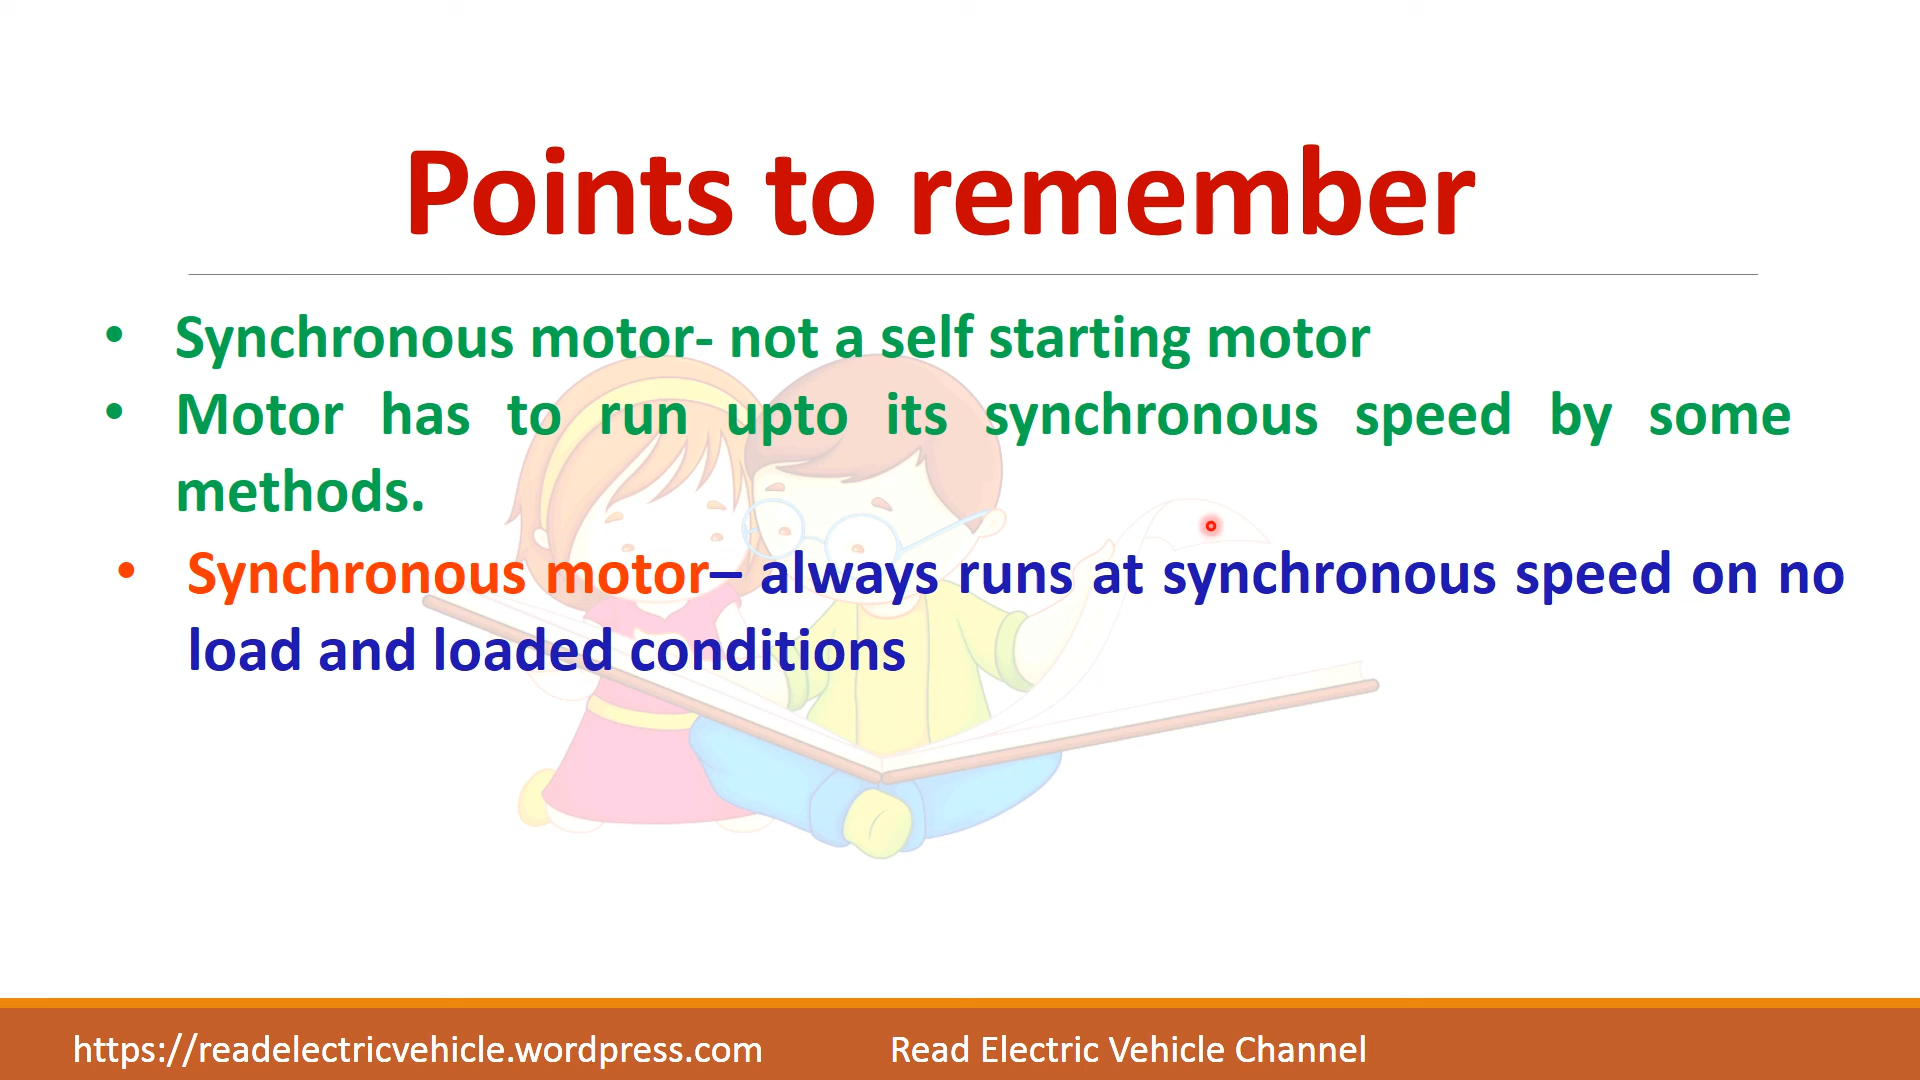 Points to remember
• Synchronous motor- not a self starting motor
• Motor has to run upto its synchronous speed by some
methods.
• Synchronous motor– always runs at synchronous speed on no
load and loaded conditions
https://readelectricvehicle.wordpress.com Read Electric Vehicle Channel